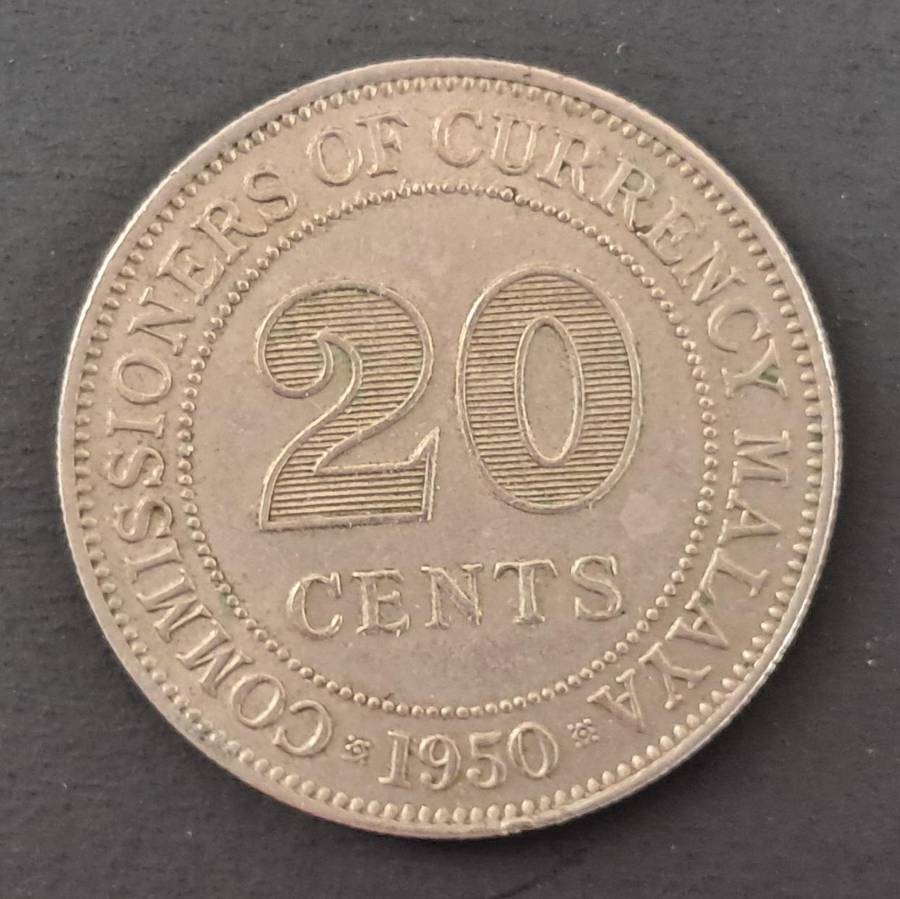 COMMISSIONERS OF CURRENCY MALAYA
20
CENTS
1950